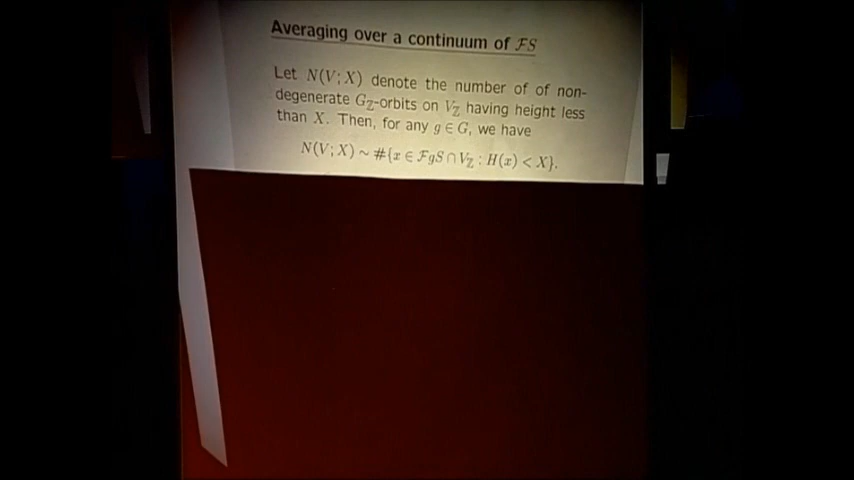 Averaging over a continuum of ℱS
Let N(V; X) denote the number of of non-
degenerate G_ℤ-orbits on V_ℤ having height less
than X. Then, for any g ∈ G, we have
N(V; X) ∼ #{x ∈ ℱgS ∩ V_ℤ : H(x) < X}.